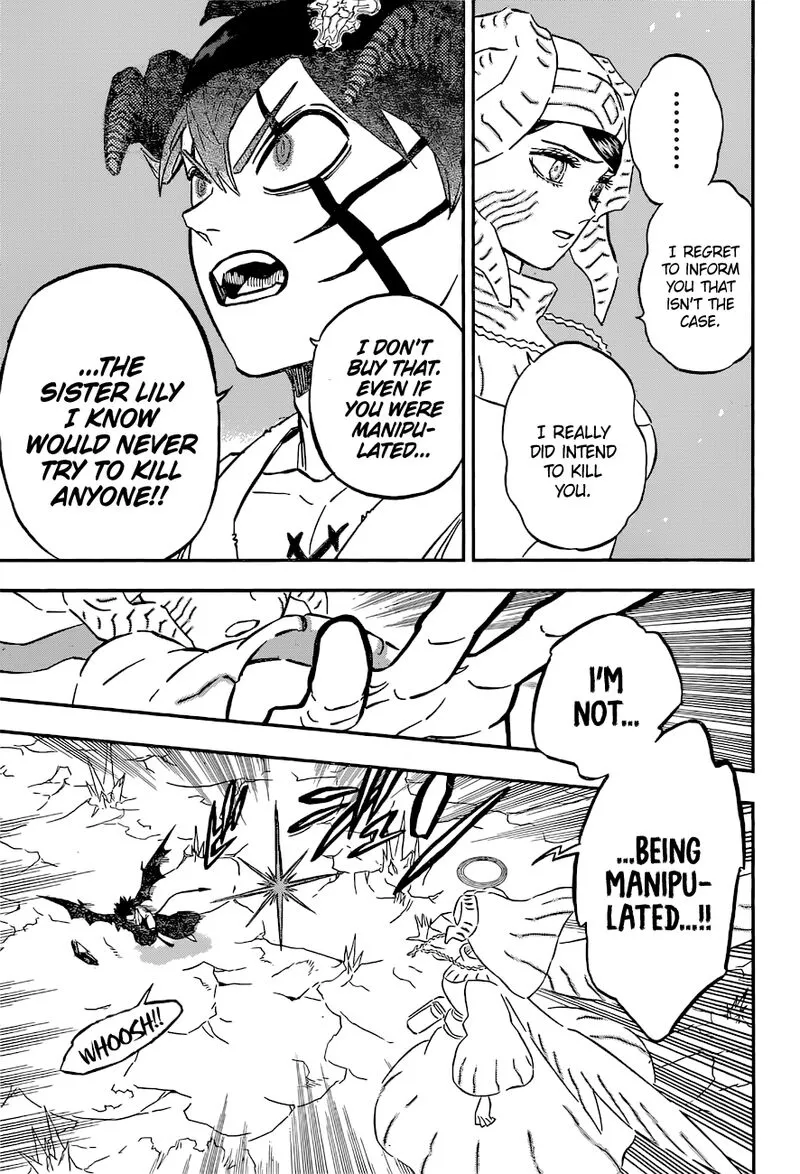 .........
I REGRET
TO INFORM
YOU THAT
ISN'T THE
CASE.
I REALLY
DID INTEND
TO KILL
YOU.
I DON'T
BUY THAT.
EVEN IF
YOU WERE
MANIPU-
LATED...
...THE
SISTER LILY
I KNOW
WOULD NEVER
TRY TO KILL
ANYONE!!
I'M
NOT...
...BEING
MANIPU-
LATED...!!
WHOOSH!!